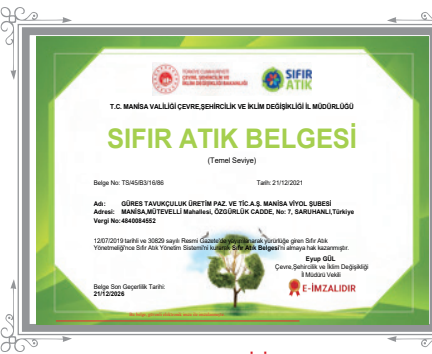 TÜRKİYE CUMHURİYETİ
ÇEVRE, ŞEHİRCİLİK VE
İKLİM DEĞİŞİKLİĞİ BAKANLIĞI
SIFIR
ATIK
T.C. MANİSA VALİLİĞİ ÇEVRE,ŞEHİRCİLİK VE İKLİM DEĞİŞİKLİĞİ İL MÜDÜRLÜĞÜ
SIFIR ATIK BELGESİ
(Temel Seviye)
Belge No: TS/45/B3/16/86
Tarih: 21/12/2021
Adı: GÜRES TAVUKÇULUK ÜRETİM PAZ. VE TİC.A.Ş. MANİSA VİYOL ŞUBESİ
Adresi: MANİSA,MÜTEVELLİ Mahallesi, ÖZGÜRLÜK CADDE, No: 7, SARUHANLI,Türkiye
Vergi No:4840084552
12/07/2019 tarihli ve 30829 sayılı Resmi Gazete'de yayımlanarak yürürlüğe giren Sıfır Atık
Yönetmeliği'nce Sıfır Atık Yönetim Sistemi'ni kurarak Sıfır Atık Belgesi'ni almaya hak kazanmıştır.
Eyup GÜL
Çevre,Şehircilik ve İklim Değişikliği
İl Müdürü Vekili
E-İMZALIDIR
Belge Son Geçerlilik Tarihi:
21/12/2026